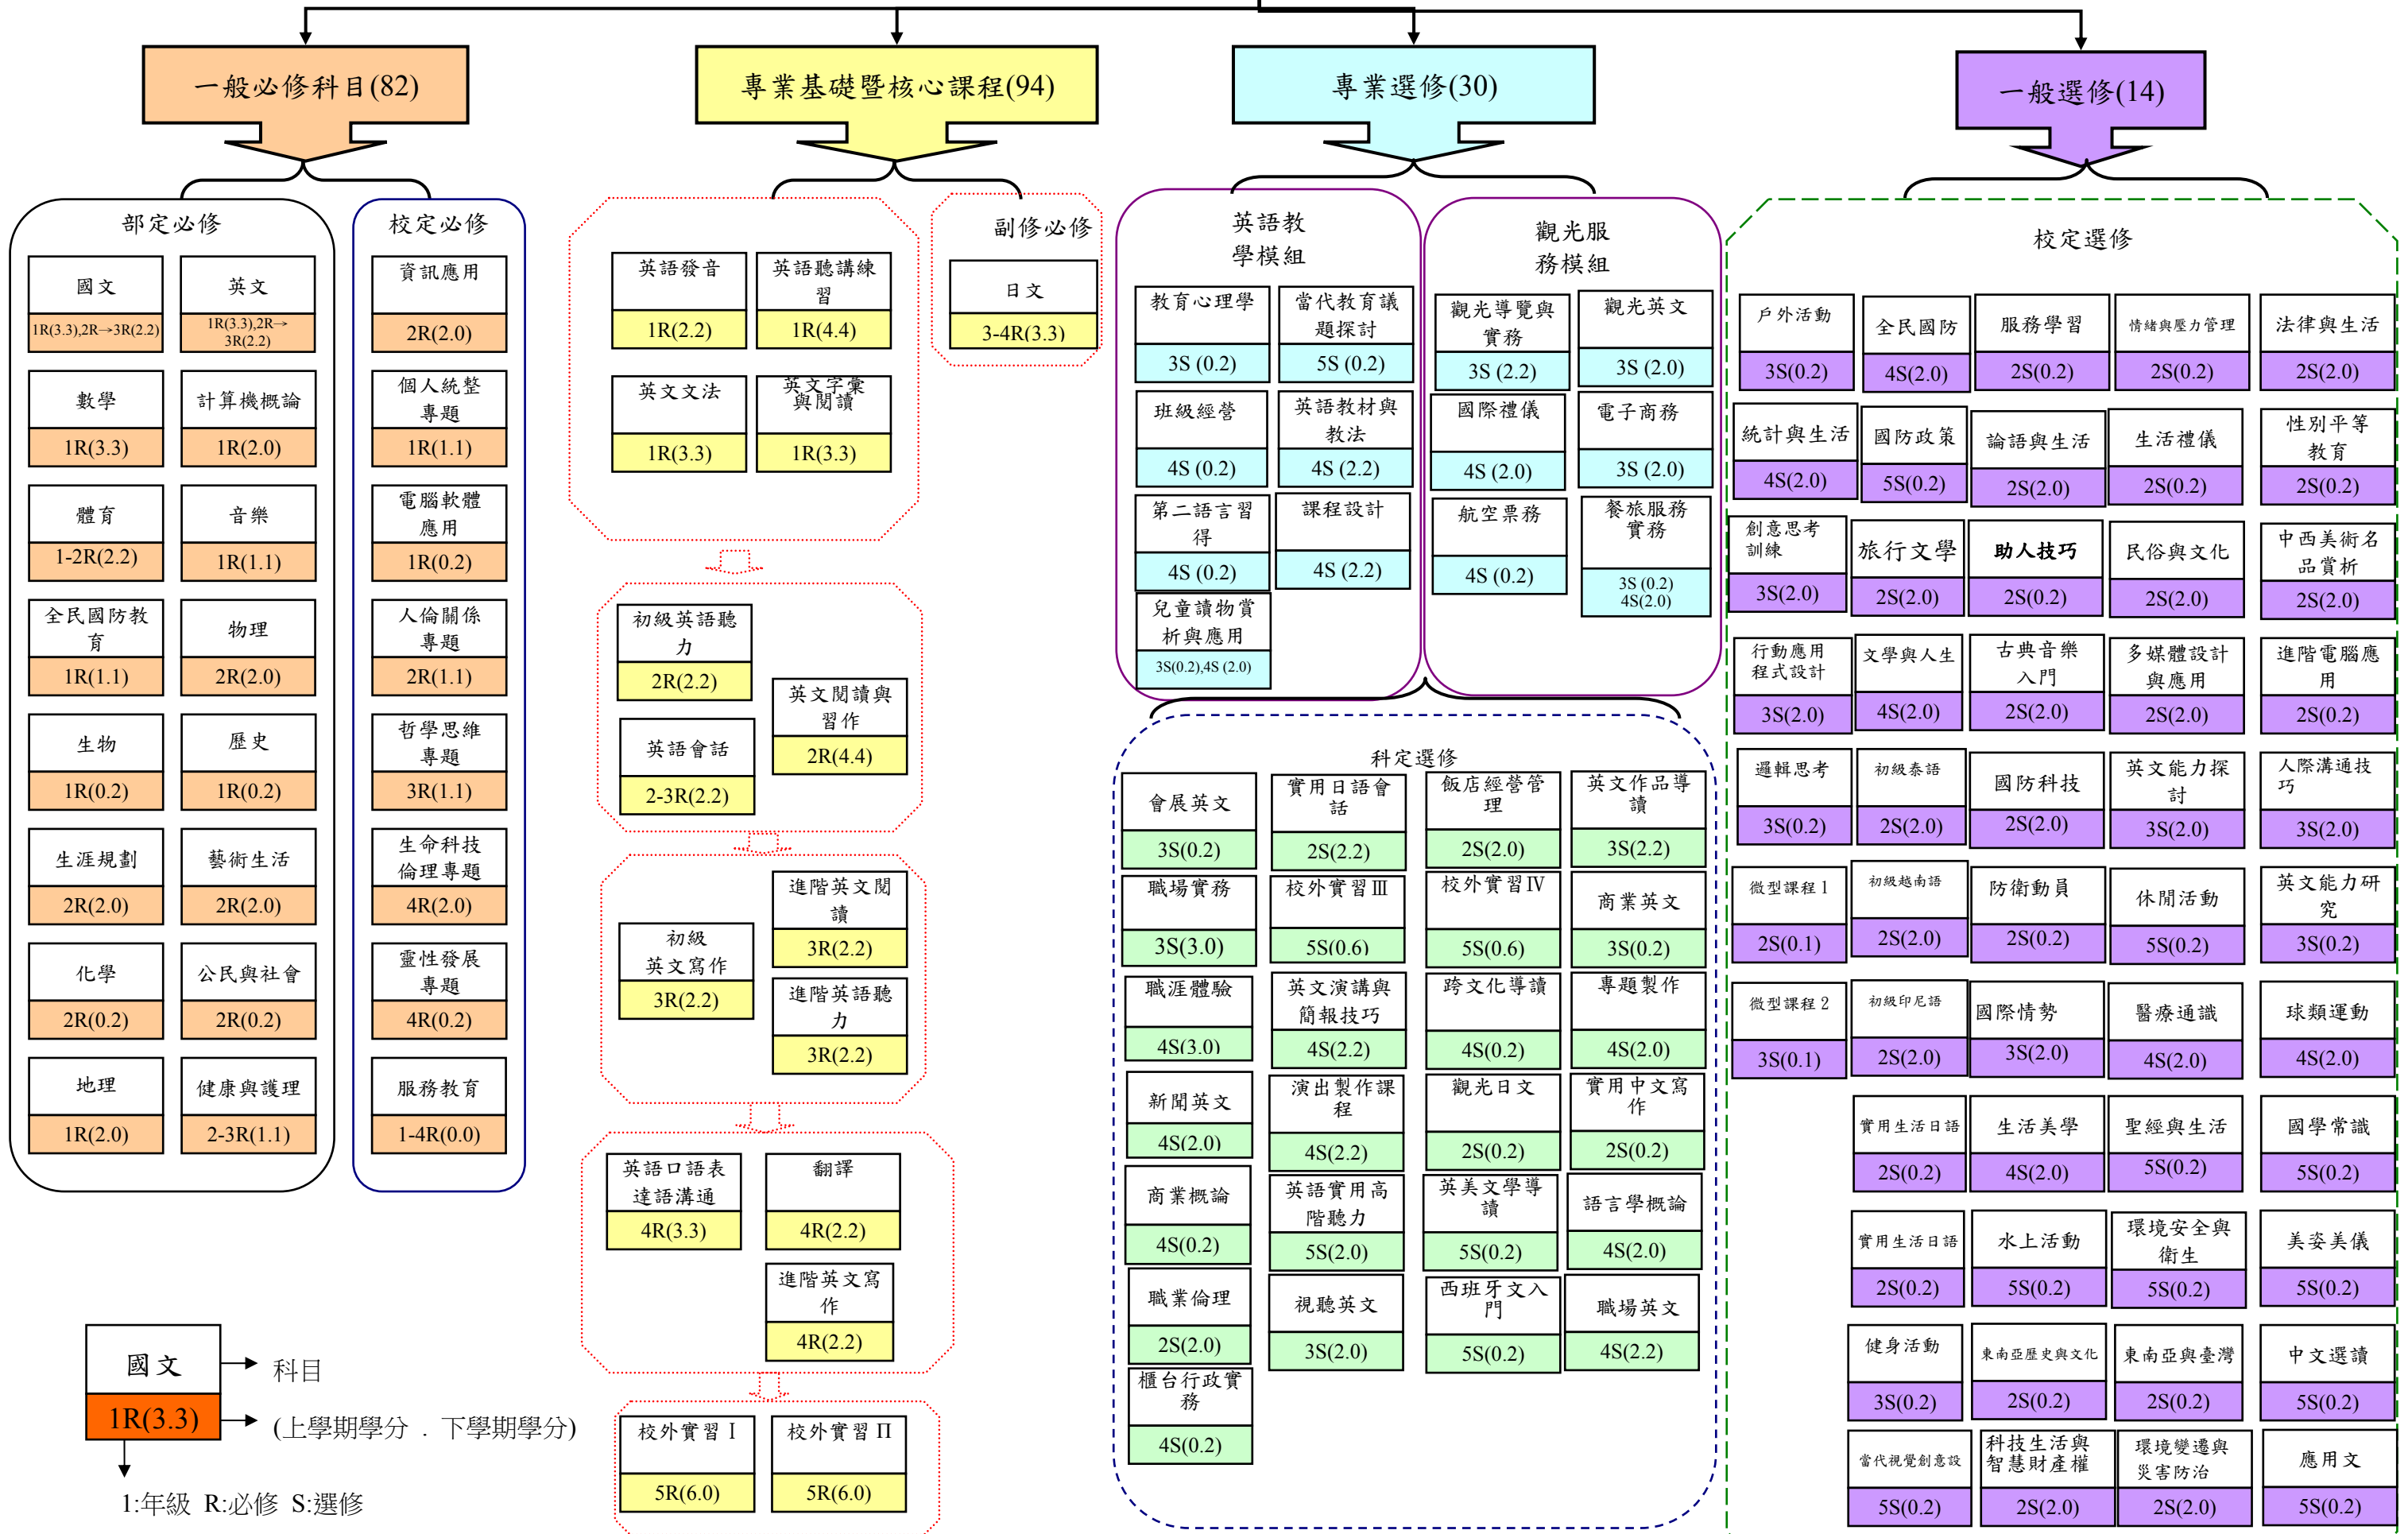 一般必修科目(82)
專業基礎暨核心課程(94)
專業選修(30)
一般選修(14)
部定必修
國文
1R(3.3),2R→3R(2.2)
英文
1R(3.3),2R→
3R(2.2)
數學
1R(3.3)
計算機概論
1R(2.0)
體育
1-2R(2.2)
音樂
1R(1.1)
全民國防教
育
1R(1.1)
物理
2R(2.0)
生物
1R(0.2)
歷史
1R(0.2)
生涯規劃
2R(2.0)
藝術生活
2R(2.0)
化學
2R(0.2)
公民與社會
2R(0.2)
地理
1R(2.0)
健康與護理
2-3R(1.1)
校定必修
資訊應用
2R(2.0)
個人統整
專題
1R(1.1)
電腦軟體
應用
1R(0.2)
人倫關係
專題
2R(1.1)
哲學思維
專題
3R(1.1)
生命科技
倫理專題
4R(2.0)
靈性發展
專題
4R(0.2)
服務教育
1-4R(0.0)
國文
科目
1R(3.3)
(上學期學分 . 下學期學分)
1:年級 R:必修 S:選修
英語發音
1R(2.2)
英語聽講練
習
1R(4.4)
英文文法
1R(3.3)
英文字彙
與閱讀
1R(3.3)
副修必修
日文
3-4R(3.3)
初級英語聽
力
2R(2.2)
英文閱讀與
習作
2R(4.4)
英語會話
2-3R(2.2)
進階英文閱
讀
3R(2.2)
初級
英文寫作
3R(2.2)
進階英語聽
力
3R(2.2)
英語口語表
達語溝通
4R(3.3)
翻譯
4R(2.2)
進階英文寫
作
4R(2.2)
校外實習 I
5R(6.0)
校外實習 Π
5R(6.0)
英語教
學模組
教育心理學
3S (0.2)
當代教育議
題探討
5S (0.2)
班級經營
4S (0.2)
英語教材與
教法
4S (2.2)
第二語言習
得
4S (0.2)
課程設計
4S (2.2)
兒童讀物賞
析與應用
3S(0.2),4S (2.0)
觀光服
務模組
觀光導覽與
實務
3S (2.2)
觀光英文
3S (2.0)
國際禮儀
4S (2.0)
電子商務
3S (2.0)
航空票務
4S (0.2)
餐旅服務
實務
3S (0.2)
4S(2.0)
科定選修
會展英文
3S(0.2)
實用日語會
話
2S(2.2)
飯店經營管
理
2S(2.0)
英文作品導
讀
3S(2.2)
職場實務
3S(3.0)
校外實習Ⅲ
5S(0.6)
校外實習Ⅳ
5S(0.6)
商業英文
3S(0.2)
職涯體驗
4S(3.0)
英文演講與
簡報技巧
4S(2.2)
跨文化導讀
4S(0.2)
專題製作
4S(2.0)
新聞英文
4S(2.0)
演出製作課
程
4S(2.2)
觀光日文
2S(0.2)
實用中文寫
作
2S(0.2)
商業概論
4S(0.2)
英語實用高
階聽力
5S(2.0)
英美文學導
讀
5S(0.2)
語言學概論
4S(2.0)
職業倫理
2S(2.0)
視聽英文
3S(2.0)
西班牙文入
門
5S(0.2)
職場英文
4S(2.2)
櫃台行政實
務
4S(0.2)
校定選修
戶外活動
3S(0.2)
全民國防
4S(2.0)
服務學習
2S(0.2)
情緒與壓力管理
2S(0.2)
法律與生活
2S(2.0)
統計與生活
4S(2.0)
國防政策
5S(0.2)
論語與生活
2S(2.0)
生活禮儀
2S(0.2)
性別平等
教育
2S(0.2)
創意思考
訓練
3S(2.0)
旅行文學
2S(2.0)
助人技巧
2S(0.2)
民俗與文化
2S(2.0)
中西美術名
品賞析
2S(2.0)
行動應用
程式設計
3S(2.0)
文學與人生
4S(2.0)
古典音樂
入門
2S(2.0)
多媒體設計
與應用
2S(2.0)
進階電腦應
用
2S(0.2)
邏輯思考
3S(0.2)
初級泰語
2S(2.0)
國防科技
2S(2.0)
英文能力探
討
3S(2.0)
人際溝通技
巧
3S(2.0)
微型課程 1
2S(0.1)
初級越南語
2S(2.0)
防衛動員
2S(0.2)
休閒活動
5S(0.2)
英文能力研
究
3S(0.2)
微型課程 2
3S(0.1)
初級印尼語
2S(2.0)
國際情勢
3S(2.0)
醫療通識
4S(2.0)
球類運動
4S(2.0)
實用生活日語
2S(0.2)
生活美學
4S(2.0)
聖經與生活
5S(0.2)
國學常識
5S(0.2)
實用生活日語
2S(0.2)
水上活動
5S(0.2)
環境安全與
衛生
5S(0.2)
美姿美儀
5S(0.2)
健身活動
3S(0.2)
東南亞歷史與文化
2S(0.2)
東南亞與臺灣
2S(0.2)
中文選讀
5S(0.2)
當代視覺創意設
5S(0.2)
科技生活與
智慧財產權
2S(2.0)
環境變遷與
災害防治
2S(2.0)
應用文
5S(0.2)